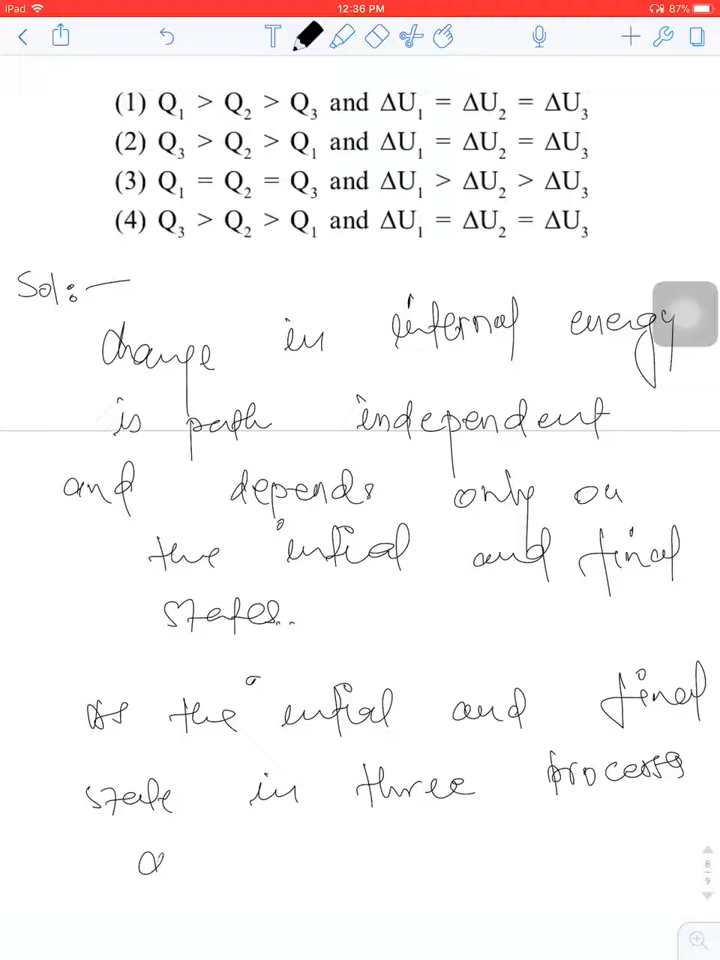 iPad 12:36 PM 87%
(1) Q₁ > Q₂ > Q₃ and ΔU₁ = ΔU₂ = ΔU₃
(2) Q₃ > Q₂ > Q₁ and ΔU₁ = ΔU₂ = ΔU₃
(3) Q₁ = Q₂ = Q₃ and ΔU₁ > ΔU₂ > ΔU₃
(4) Q₃ > Q₂ > Q₁ and ΔU₁ = ΔU₂ = ΔU₃
Sol:—
change in internal energy
is path independent
and depends only on
the initial and final
states..
As the initial and final
state in three process
a
8
9